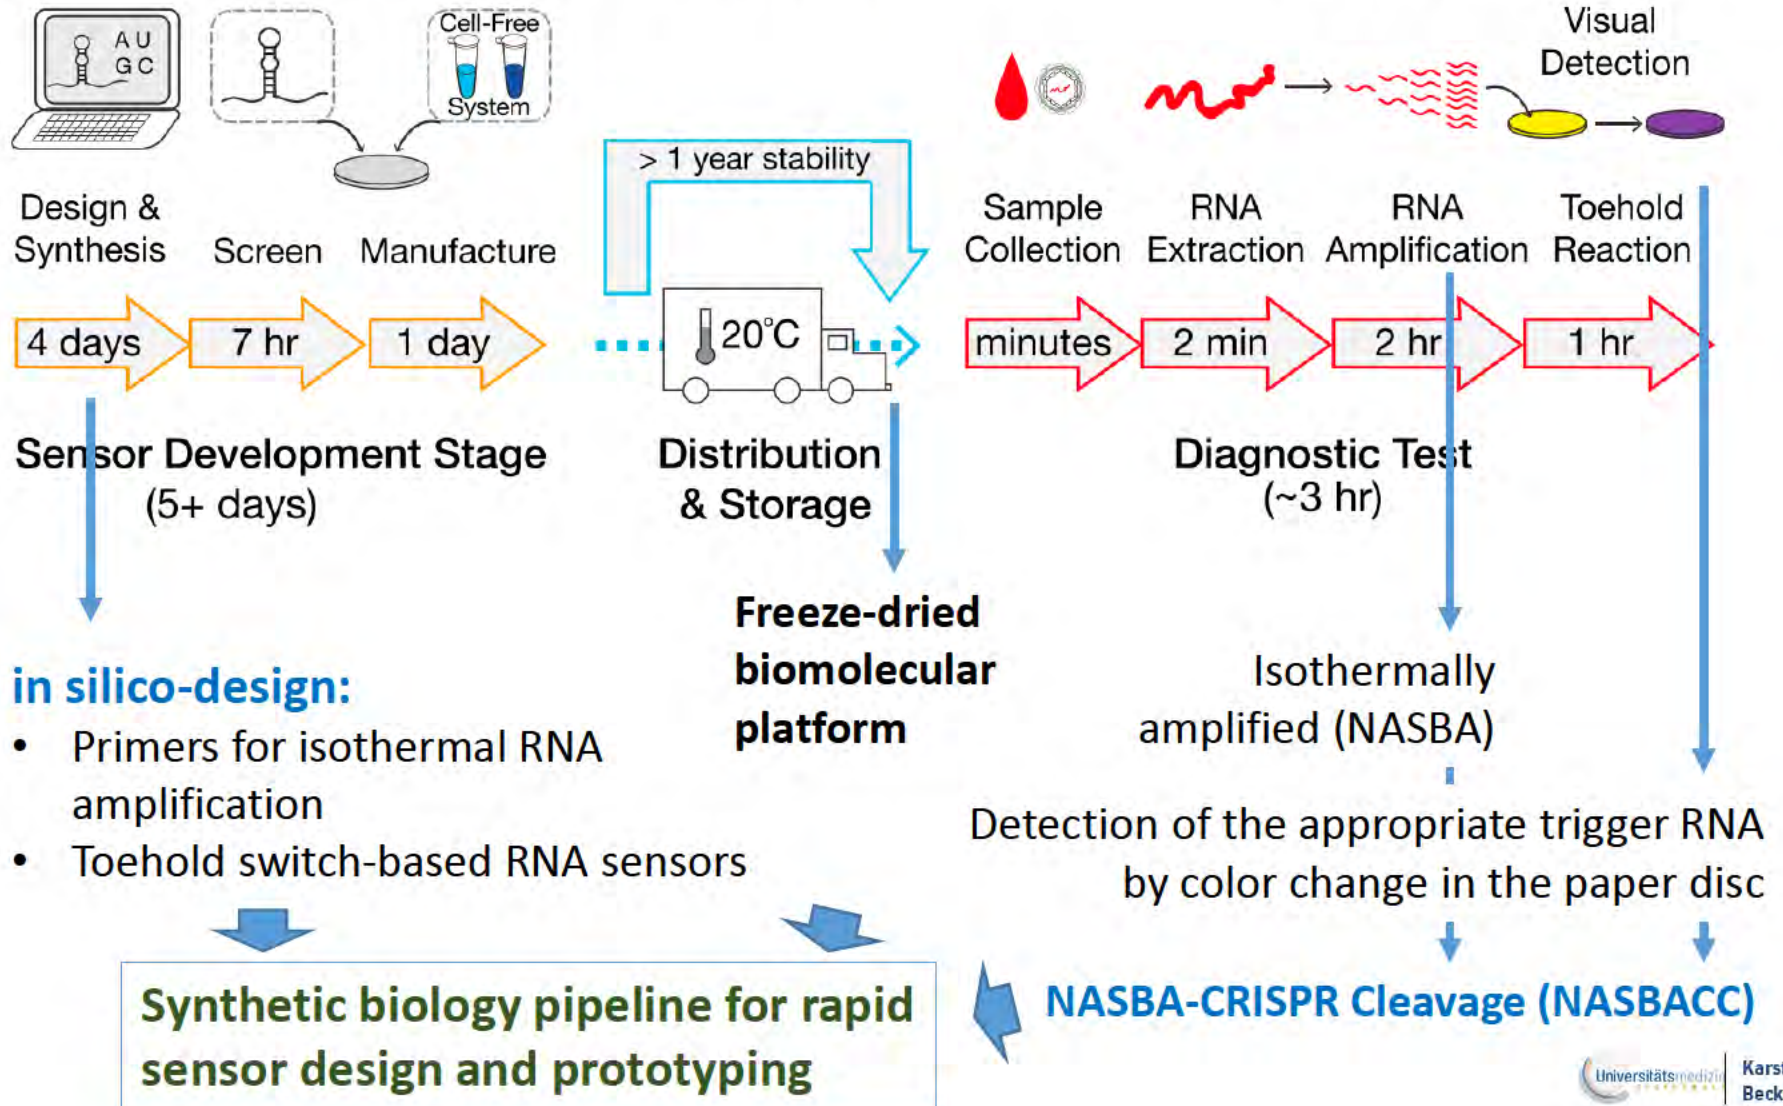 A U
G C
Cell-Free
System
Visual
Detection
> 1 year stability
Design &
Synthesis
Screen
Manufacture
Sample
Collection
RNA
Extraction
RNA
Amplification
Toehold
Reaction
4 days
7 hr
1 day
20°C
minutes
2 min
2 hr
1 hr
Sensor Development Stage
(5+ days)
Distribution
& Storage
Diagnostic Test
(~3 hr)
in silico-design:
• Primers for isothermal RNA
amplification
• Toehold switch-based RNA sensors
Freeze-dried
biomolecular
platform
Isothermally
amplified (NASBA)
Detection of the appropriate trigger RNA
by color change in the paper disc
Synthetic biology pipeline for rapid
sensor design and prototyping
NASBA-CRISPR Cleavage (NASBACC)
Universitätsmedizin
Karst
Beck